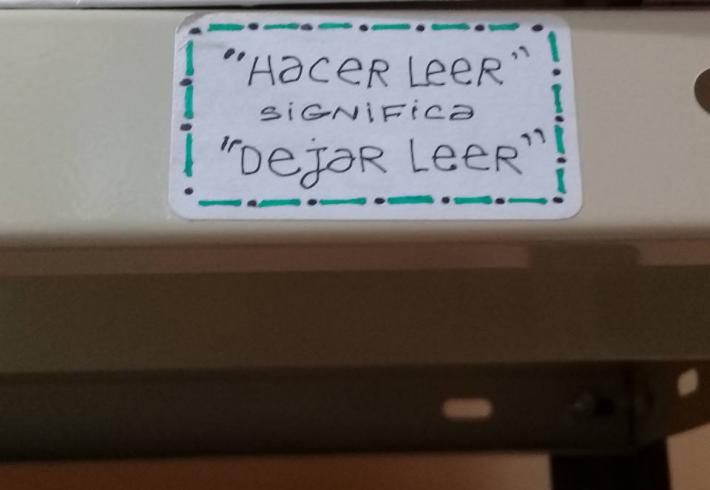 "HacER LeeR"
SiGNiFica
"DejaR LeeR"